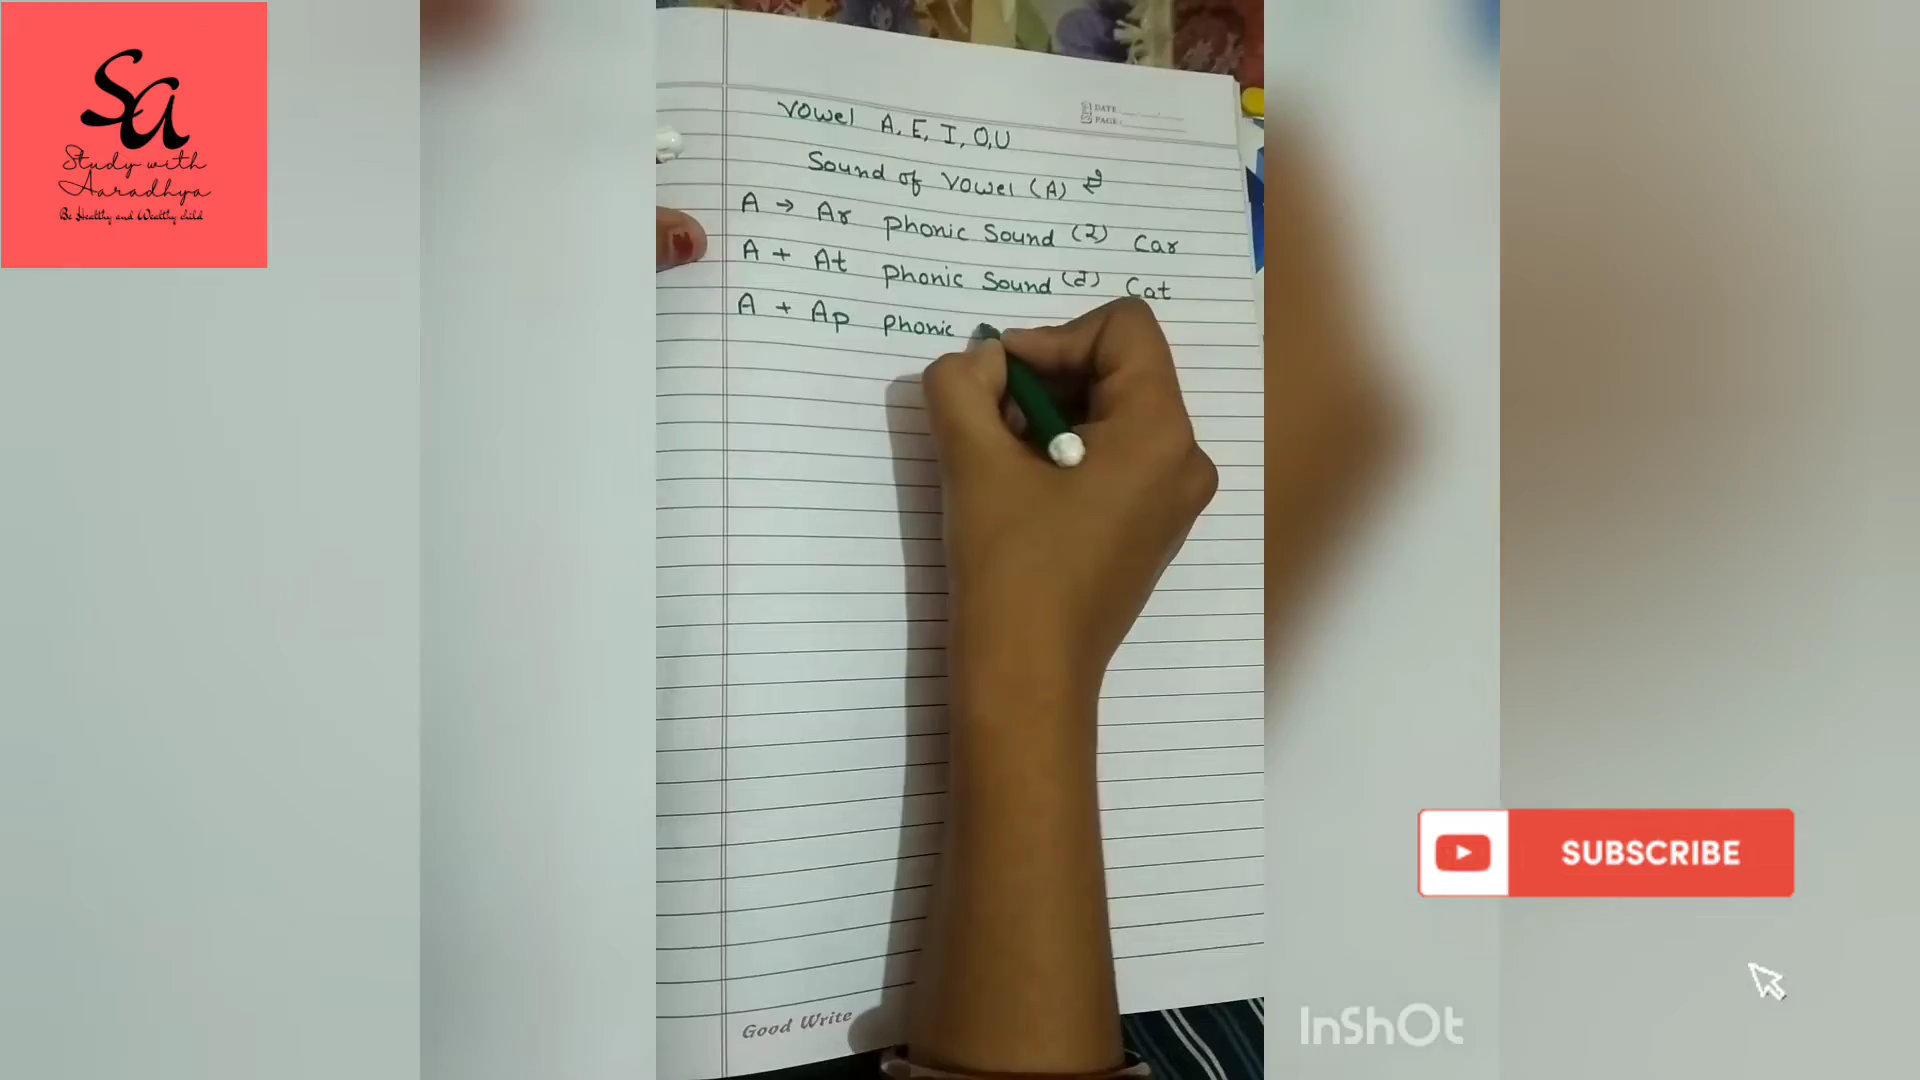 SA
Study with
Aaradhya
Be Healthy and Wealthy child
DATE
PAGE
Vowel A, E, I, O, U
Sound of Vowel (A) ऐ
A → Ar phonic Sound (र) Car
A + At phonic Sound (ट) Cat
A + Ap phonic
SUBSCRIBE
Good Write
InShOt